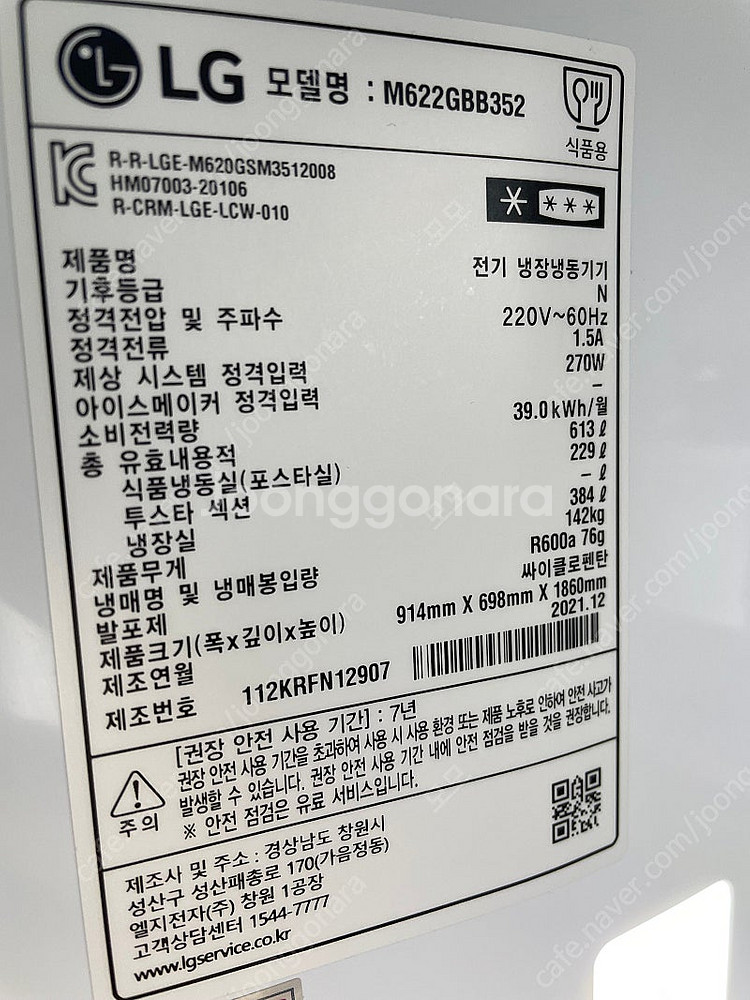 LG 모델명 : M622GBB352
식품용
R-R-LGE-M620GSM3512008
HM07003-20106
R-CRM-LGE-LCW-010
제품명 전기 냉장냉동기기
기후등급 N
정격전압 및 주파수 220V~60Hz
정격전류 1.5A
제상 시스템 정격입력 270W
아이스메이커 정격입력 –
소비전력량 39.0kWh/월
총 유효내용적 613 ℓ
식품냉동실(포스타실) 229 ℓ
투스타 섹션 – ℓ
냉장실 384 ℓ
제품무게 142kg
냉매명 및 냉매봉입량 R600a 76g
발포제 싸이클로펜탄
제품크기(폭x깊이x높이) 914mm X 698mm X 1860mm
제조연월 2021.12
제조번호 112KRFN12907
[권장 안전 사용 기간] : 7년
권장 안전 사용 기간을 초과하여 사용 시 사용 환경 또는 제품 노후로 인하여 안전 사고가
발생할 수 있습니다. 권장 안전 사용 기간 내에 안전 점검을 받을 것을 권장합니다.
※ 안전 점검은 유료 서비스입니다.
주의
제조사 및 주소 : 경상남도 창원시
성산구 성산패총로 170(가음정동)
엘지전자(주) 창원 1공장
고객상담센터 1544-7777
www.lgservice.co.kr
joonggonara
cafe.naver.com/joonggonara